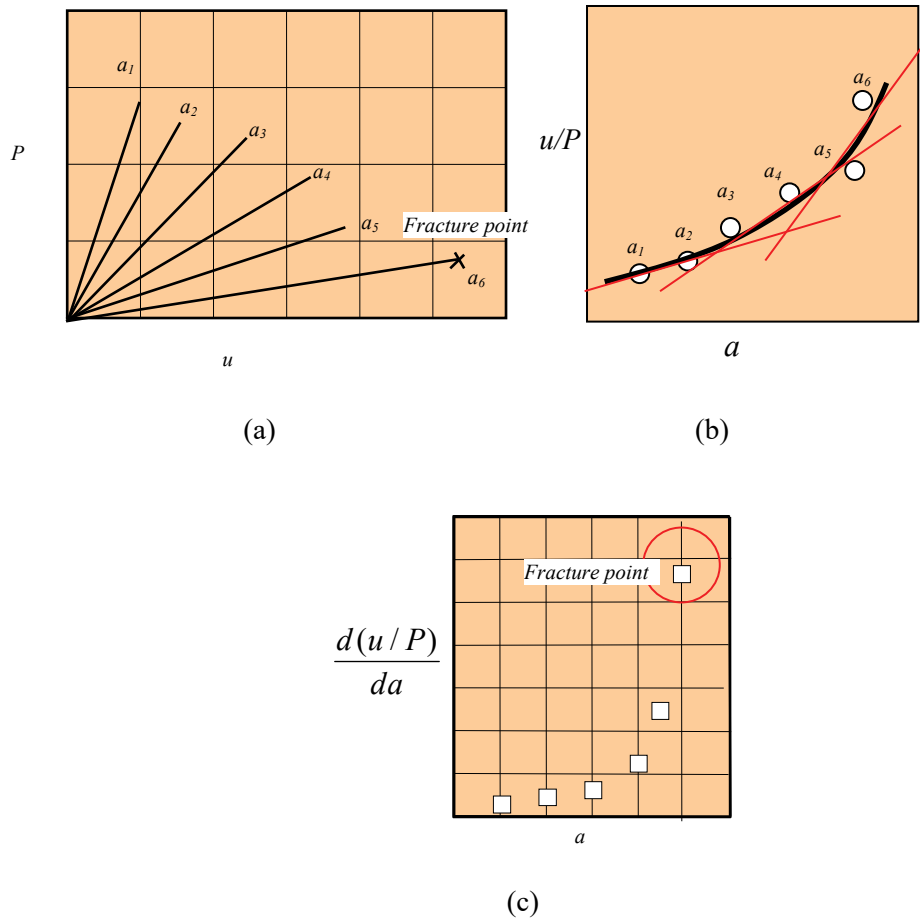 a1
a2
a3
P
a4
a5
Fracture point
a6
u
(a)
a6
u/P
a5
a4
a3
a2
a1
a
(b)
Fracture point
d(u/P)
da
a
(c)